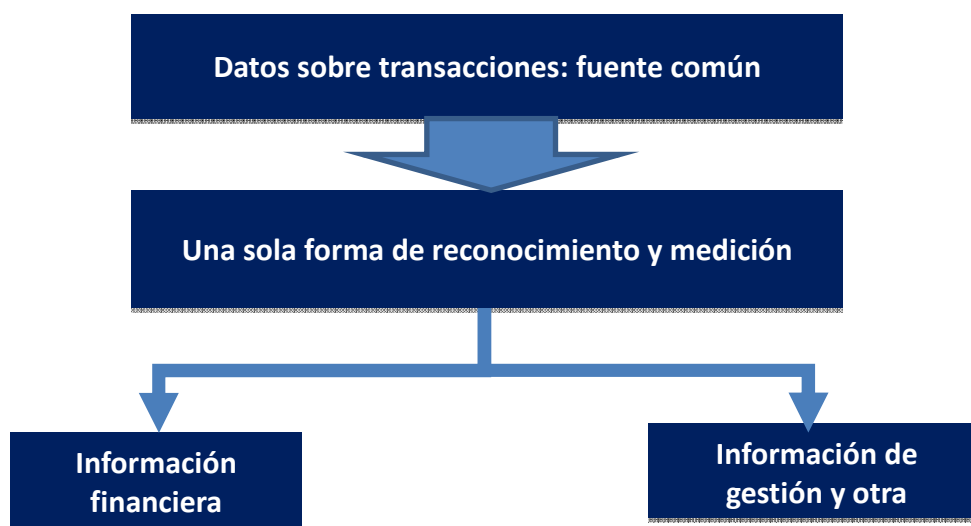 Datos sobre transacciones: fuente común
Una sola forma de reconocimiento y medición
Información
financiera
Información de
gestión y otra